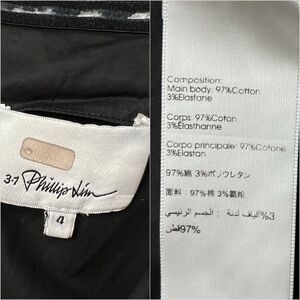 3.1 Phillip Lim
4
Composition:
Main body: 97%Cotton
3%Elastane
Corps: 97%Coton
3%Elasthanne
Corpo principale: 97%Cotone
3%Elastan
97%綿 3%ポリウレタン
面料: 97%棉 3%氨纶
3% ألياف لدنة : الجسم الرئيسي
97%قطن